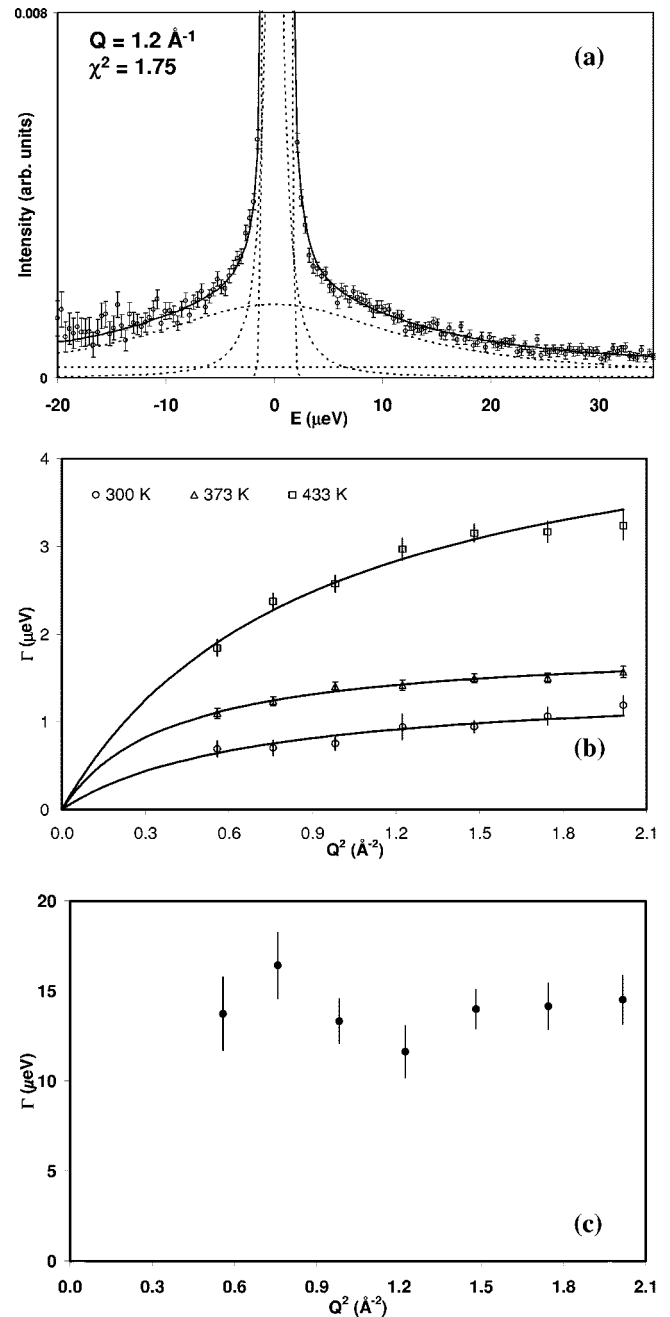 0.008
Q = 1.2 Å⁻¹
χ² = 1.75
(a)
Intensity (arb. units)
0
-20 -10 0 10 20 30
E (μeV)
4
300 K 373 K 433 K
3
Γ (μeV)
2
1
(b)
0
0.0 0.3 0.6 0.9 1.2 1.5 1.8 2.1
Q² (Å⁻²)
20
15
Γ (μeV)
10
5
(c)
0
0.0 0.3 0.6 0.9 1.2 1.5 1.8 2.1
Q² (Å⁻²)